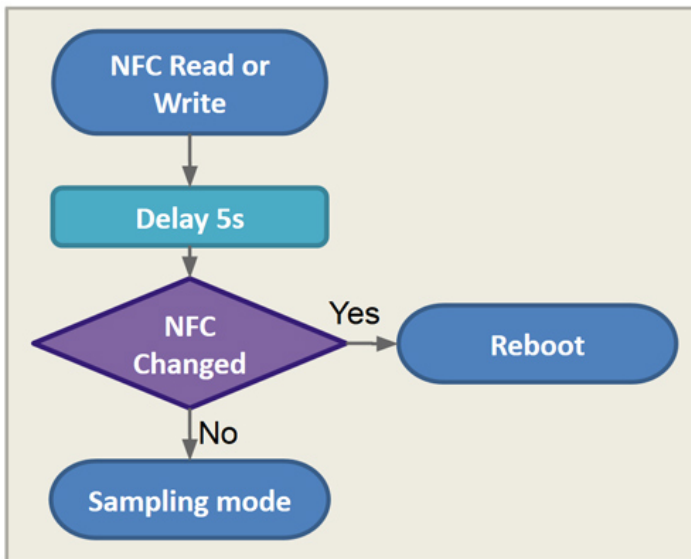 NFC Read or
Write
Delay 5s
NFC
Changed
Yes
Reboot
No
Sampling mode